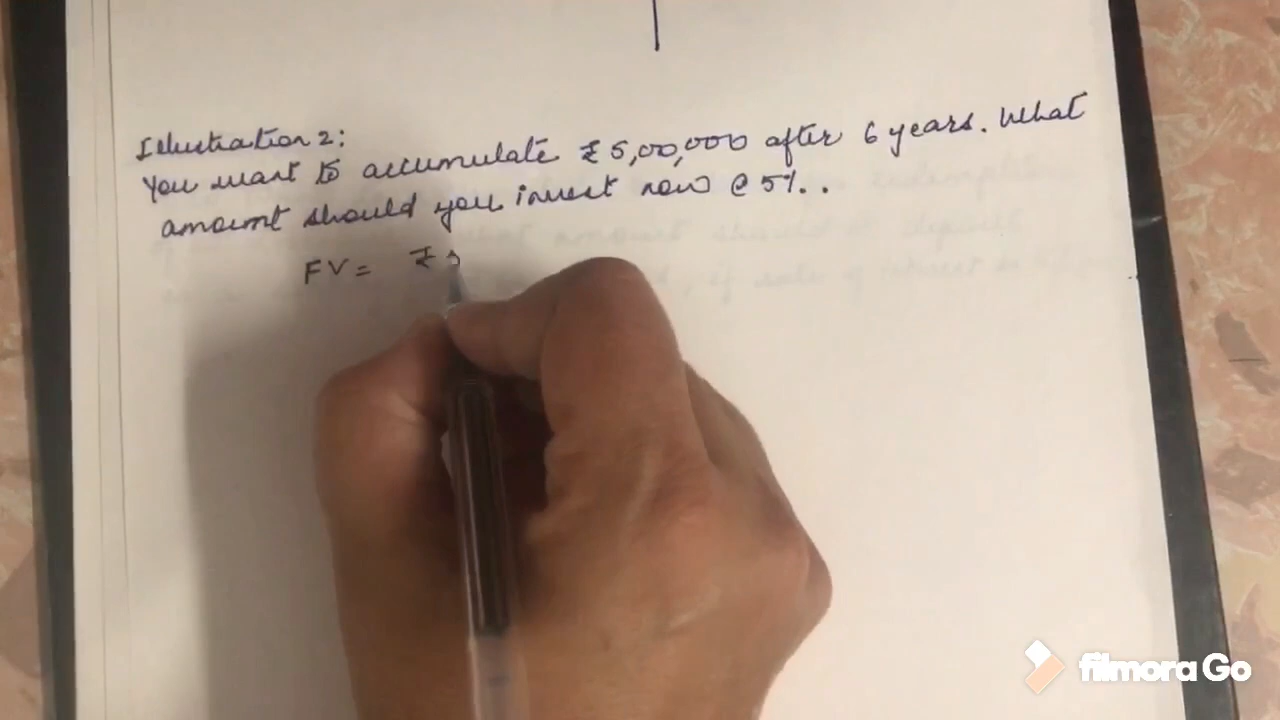 Illustration 2:
You want to accumulate ₹ 5,00,000 after 6 years. What
amount should you invest now @ 5%.
FV = ₹
filmora Go